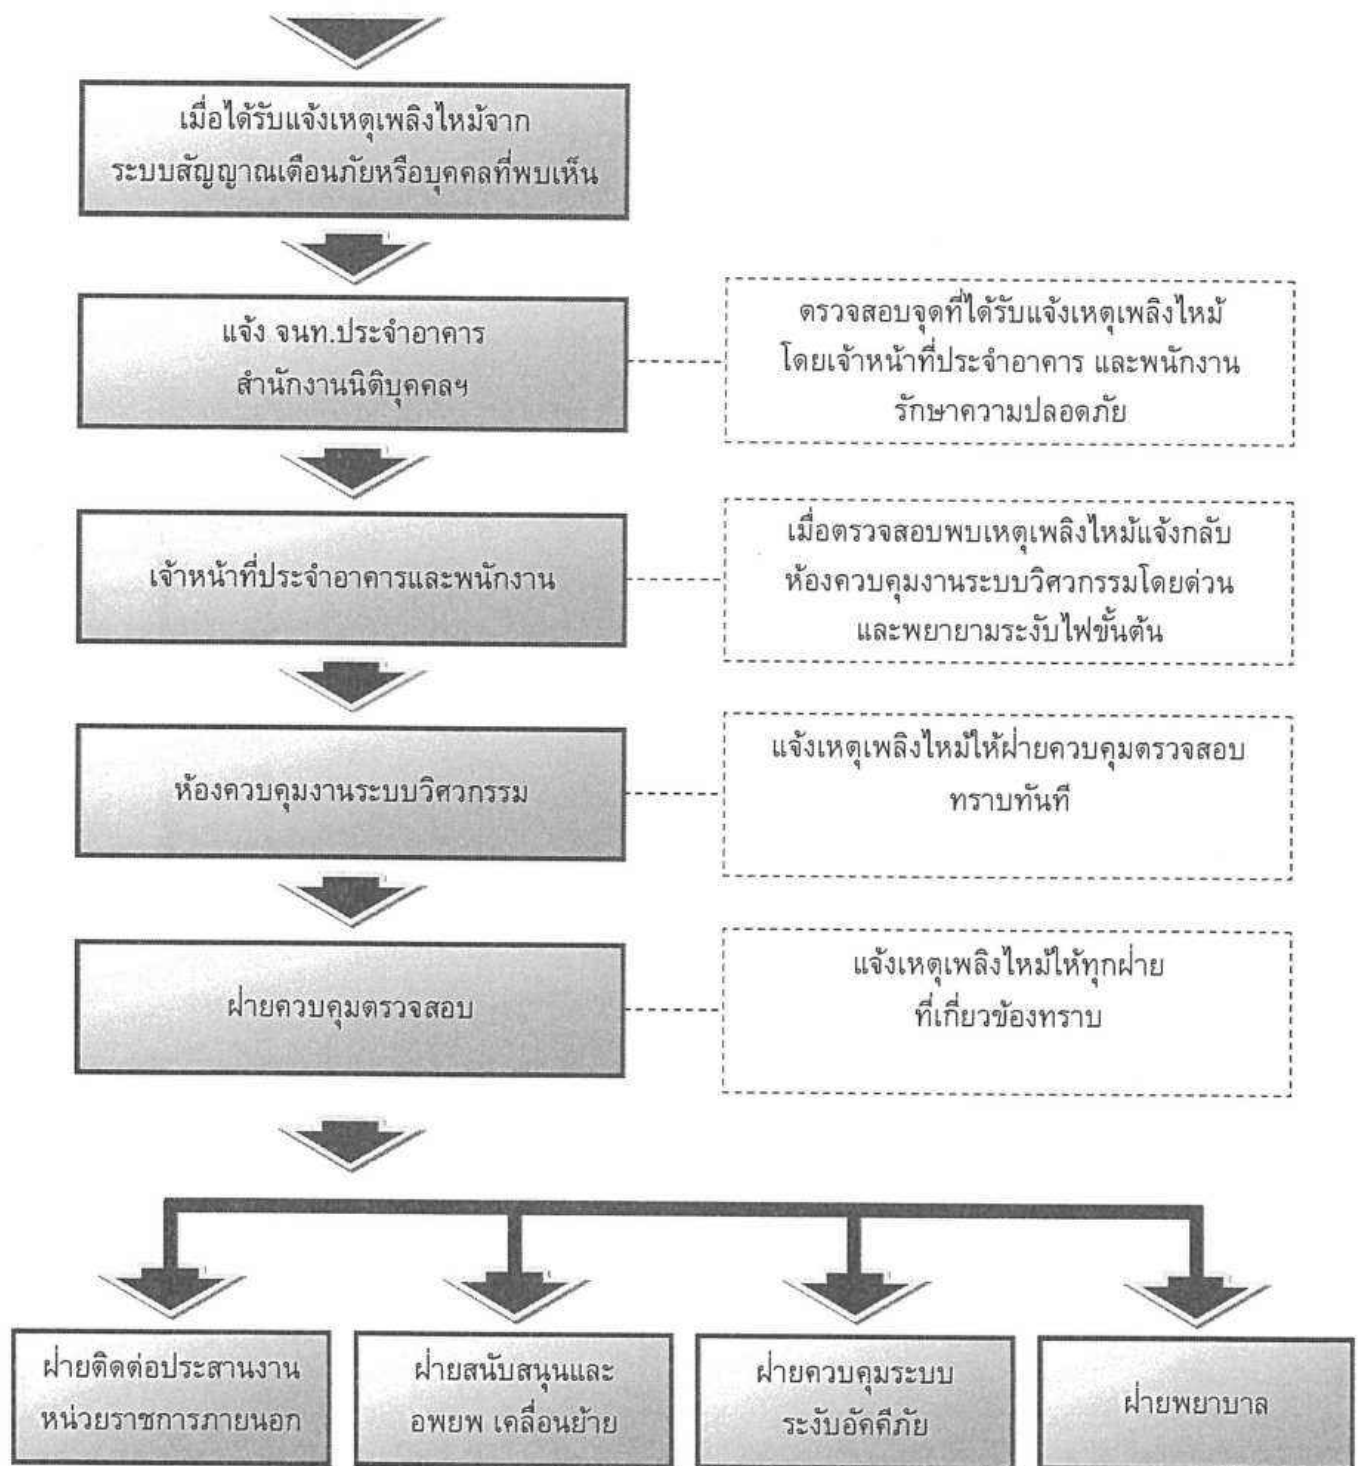 เมื่อได้รับแจ้งเหตุเพลิงไหม้จาก
ระบบสัญญาณเตือนภัยหรือบุคคลที่พบเห็น
แจ้ง จนท.ประจำอาคาร
สำนักงานนิติบุคคลฯ
ตรวจสอบจุดที่ได้รับแจ้งเหตุเพลิงไหม้
โดยเจ้าหน้าที่ประจำอาคาร และพนักงาน
รักษาความปลอดภัย
เจ้าหน้าที่ประจำอาคารและพนักงาน
เมื่อตรวจสอบพบเหตุเพลิงไหม้แจ้งกลับ
ห้องควบคุมงานระบบวิศวกรรมโดยด่วน
และพยายามระงับไฟขั้นต้น
ห้องควบคุมงานระบบวิศวกรรม
แจ้งเหตุเพลิงไหม้ให้ฝ่ายควบคุมตรวจสอบ
ทราบทันที
ฝ่ายควบคุมตรวจสอบ
แจ้งเหตุเพลิงไหม้ให้ทุกฝ่าย
ที่เกี่ยวข้องทราบ
ฝ่ายติดต่อประสานงาน
หน่วยราชการภายนอก
ฝ่ายสนับสนุนและ
อพยพ เคลื่อนย้าย
ฝ่ายควบคุมระบบ
ระงับอัคคีภัย
ฝ่ายพยาบาล